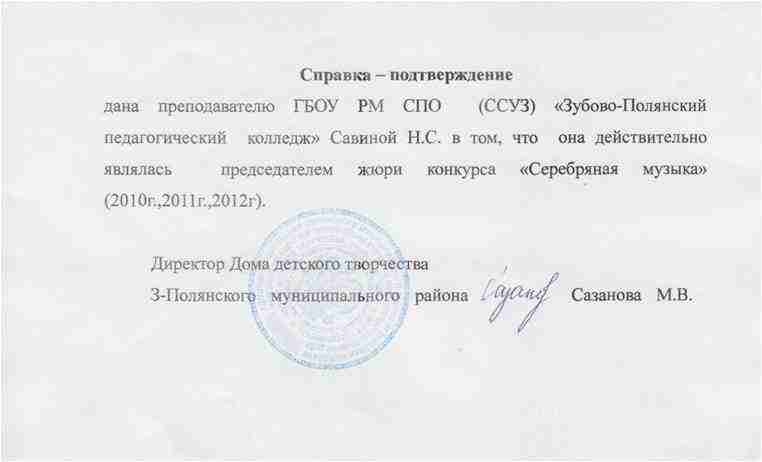 Справка – подтверждение
дана преподавателю ГБОУ РМ СПО (ССУЗ) «Зубово-Полянский
педагогический колледж» Савиной Н.С. в том, что она действительно
являлась председателем жюри конкурса «Серебряная музыка»
(2010г.,2011г.,2012г).
Директор Дома детского творчества
З-Полянского муниципального района Сазанова М.В.